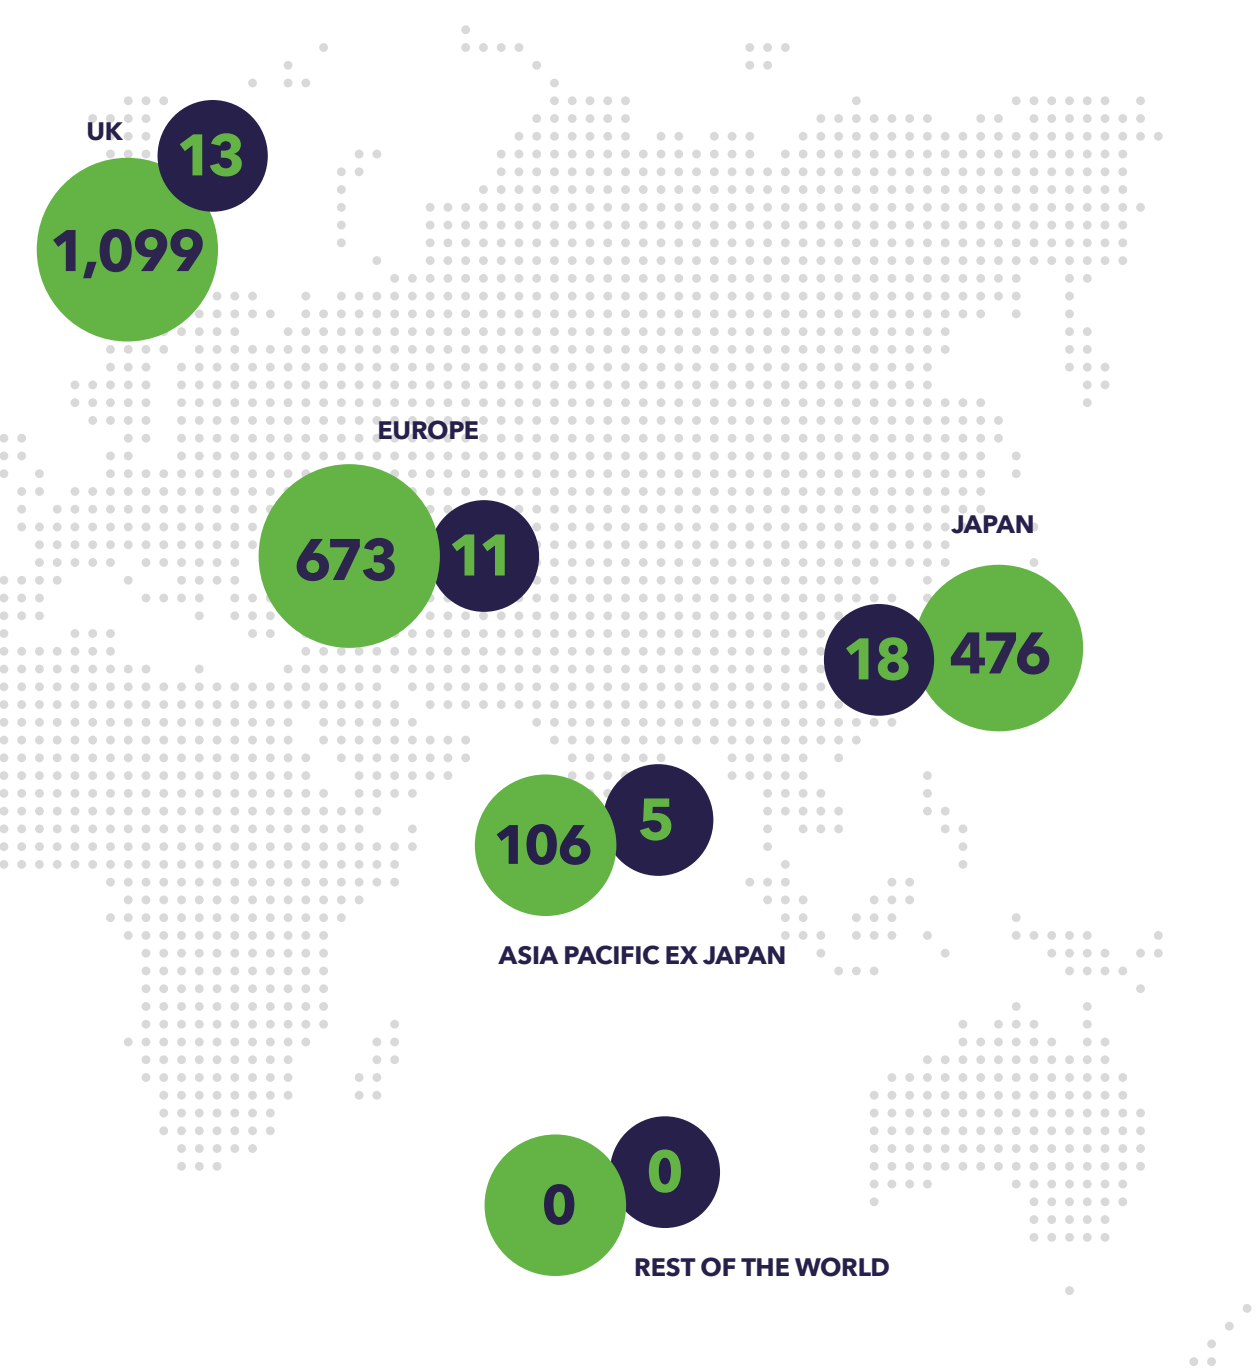 UK
13
1,099
EUROPE
673
11
JAPAN
18
476
106
5
ASIA PACIFIC EX JAPAN
0
0
REST OF THE WORLD